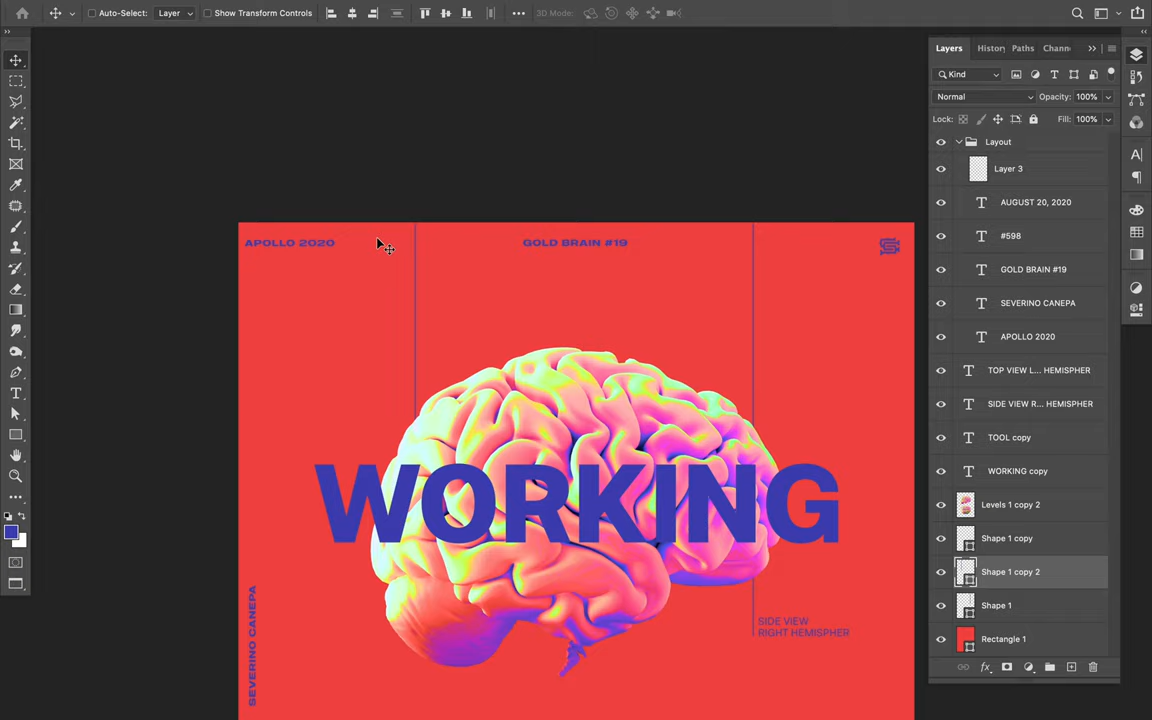 Auto-Select: Layer Show Transform Controls 3D Mode:
Layers Histor Paths Chann
Kind
Normal Opacity: 100%
Lock: Fill: 100%
Layout
Layer 3
AUGUST 20, 2020
#598
GOLD BRAIN #19
SEVERINO CANEPA
APOLLO 2020
TOP VIEW L... HEMISPHER
SIDE VIEW R... HEMISPHER
TOOL copy
WORKING copy
Levels 1 copy 2
Shape 1 copy
Shape 1 copy 2
Shape 1
Rectangle 1
fx
APOLLO 2020
GOLD BRAIN #19
WORKING
SIDE VIEW
RIGHT HEMISPHER
SEVERINO CANEPA